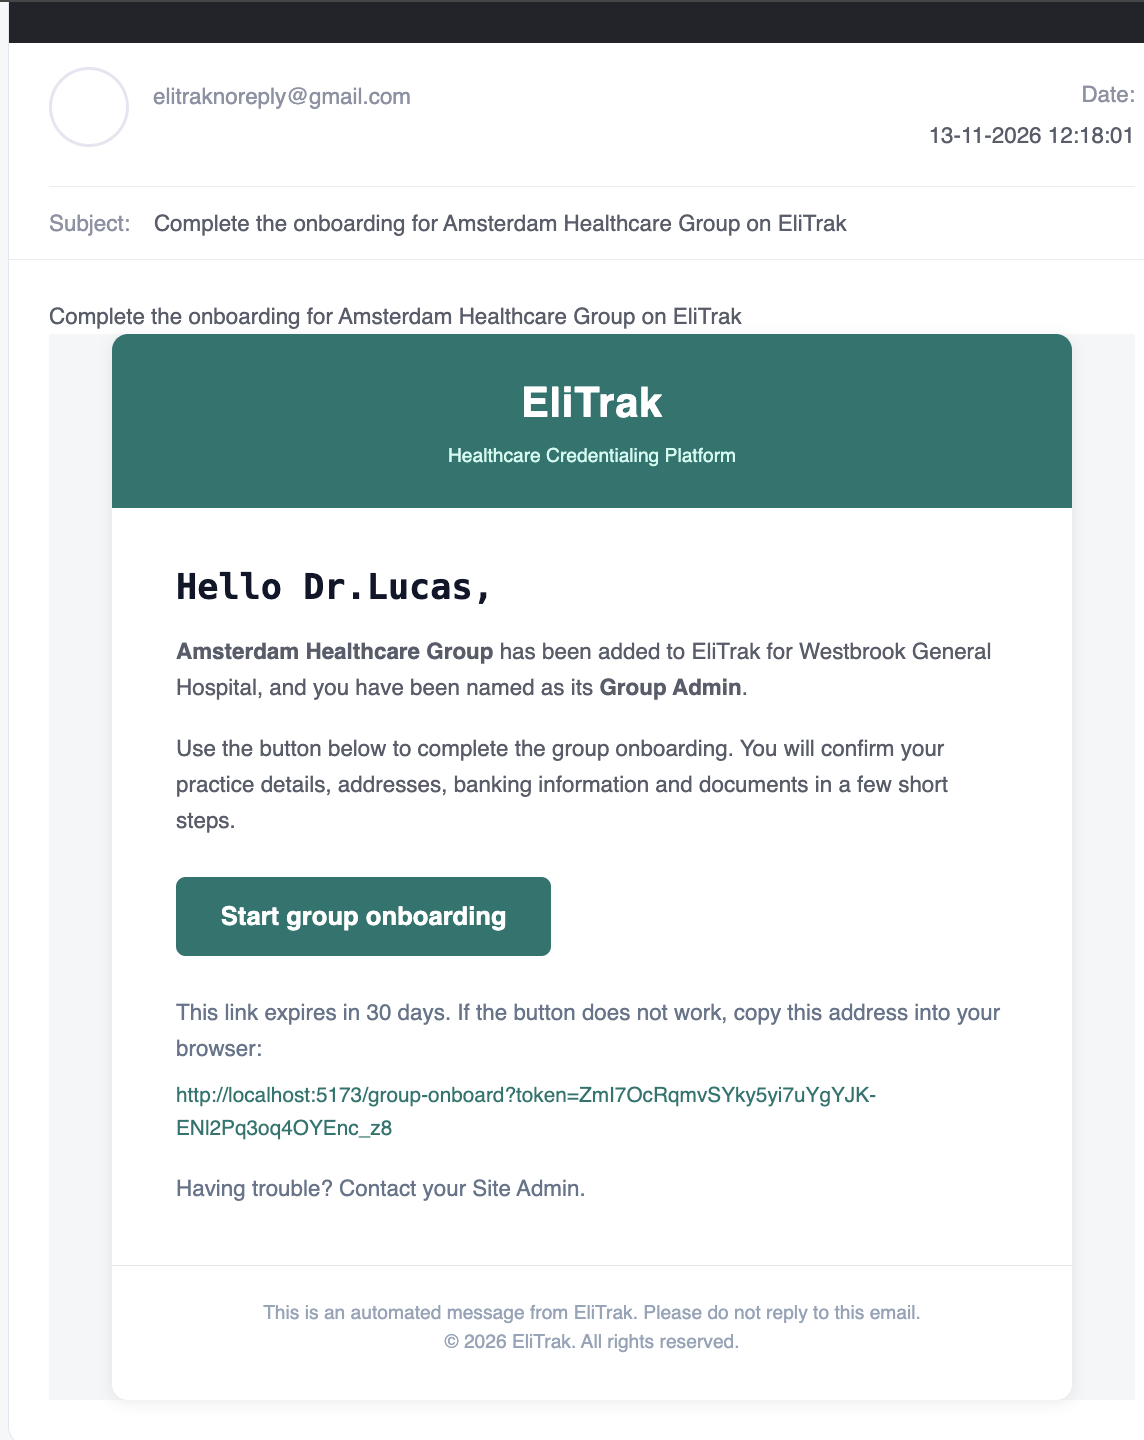 elitraknoreply@gmail.com
Date:
13-11-2026 12:18:01
Subject: Complete the onboarding for Amsterdam Healthcare Group on EliTrak
Complete the onboarding for Amsterdam Healthcare Group on EliTrak
EliTrak
Healthcare Credentialing Platform
Hello Dr.Lucas,
Amsterdam Healthcare Group has been added to EliTrak for Westbrook General
Hospital, and you have been named as its Group Admin.
Use the button below to complete the group onboarding. You will confirm your
practice details, addresses, banking information and documents in a few short
steps.
Start group onboarding
This link expires in 30 days. If the button does not work, copy this address into your
browser:
http://localhost:5173/group-onboard?token=ZmI7OcRqmvSYky5yi7uYgYJK-
ENl2Pq3oq4OYEnc_z8
Having trouble? Contact your Site Admin.
This is an automated message from EliTrak. Please do not reply to this email.
© 2026 EliTrak. All rights reserved.